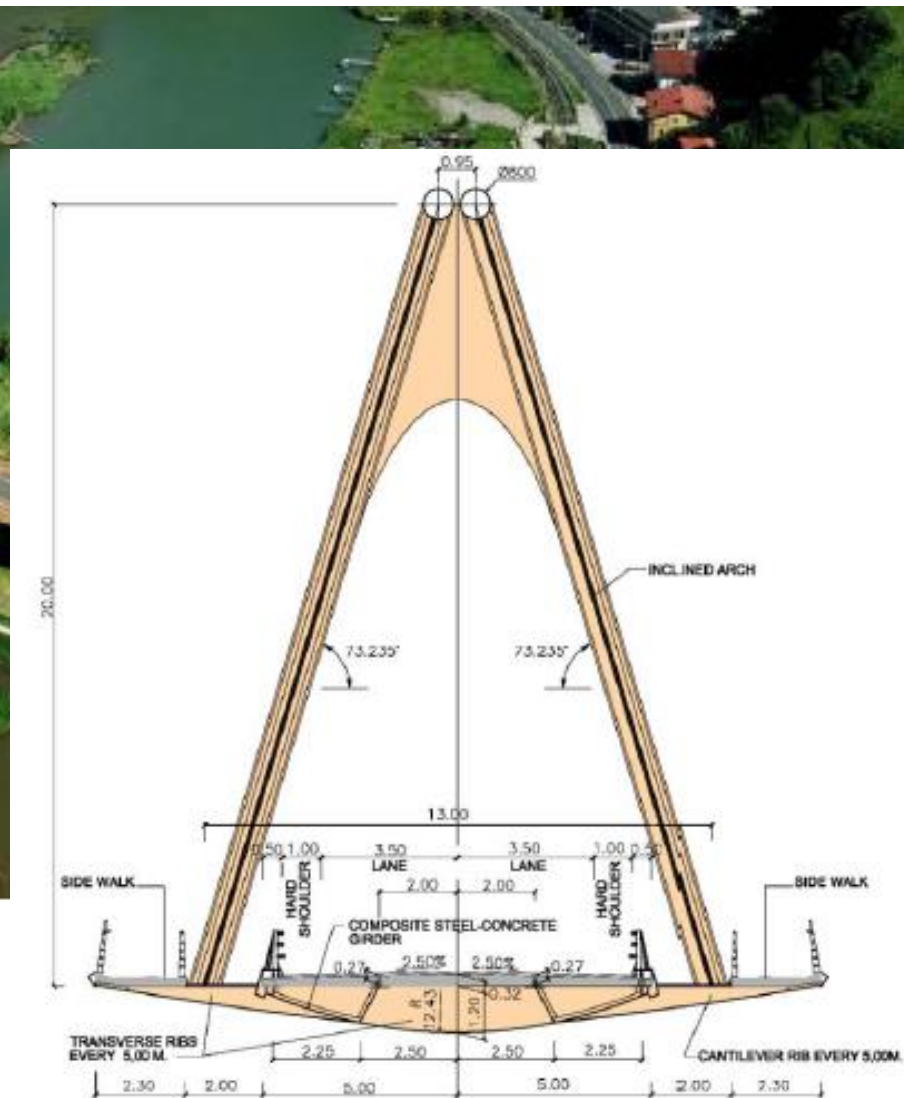 0.95
Ø800
20.00
INCLINED ARCH
73.235°
73.235°
13.00
0.50 1.00 3.50 3.50 1.00 0.50
LANE LANE
HARD SHOULDER
HARD SHOULDER
2.00 2.00
SIDE WALK
SIDE WALK
COMPOSITE STEEL-CONCRETE
GIRDER
0.27 2.50% 2.50% 0.27
0.32
R 12.43
1.20
TRANSVERSE RIBS
EVERY 5,00 M.
CANTILEVER RIB EVERY 5,00M.
2.25 2.50 2.50 2.25
2.30 2.00 5.00 5.00 2.00 2.30